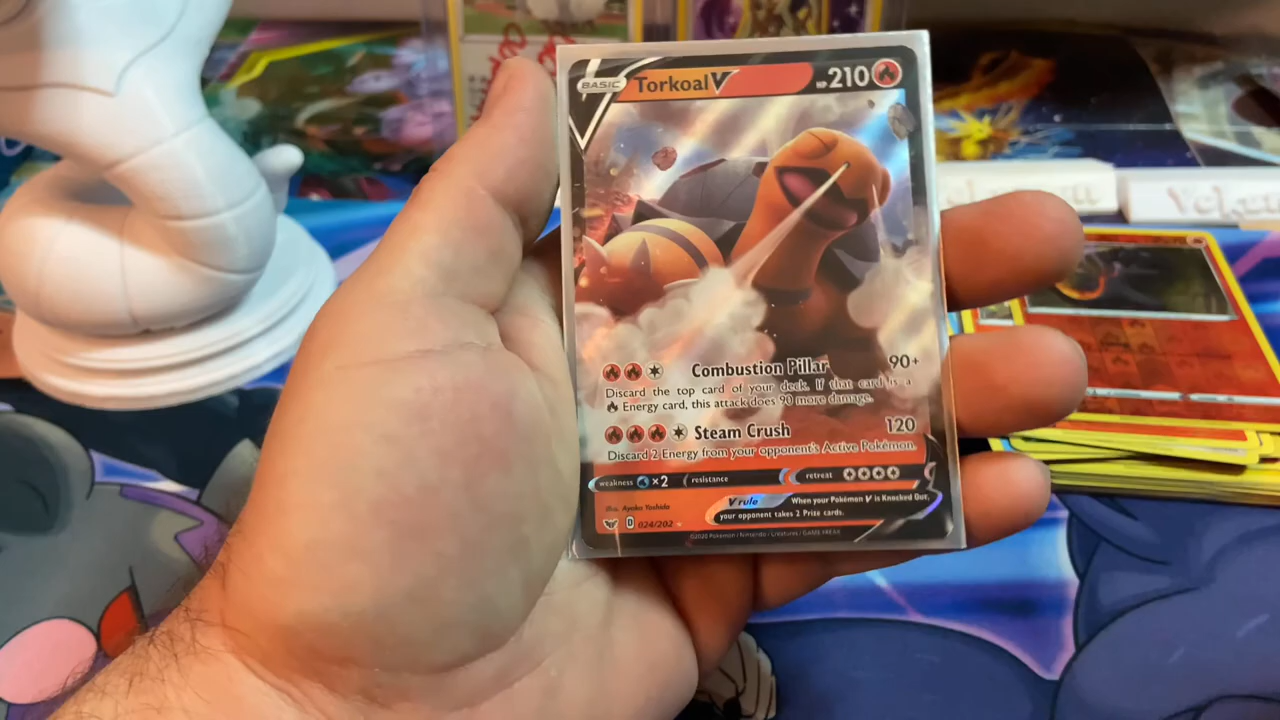 BASIC Torkoal V HP 210
Combustion Pillar 90+
Discard the top card of your deck. If that card is a
Energy card, this attack does 90 more damage.
Steam Crush 120
Discard 2 Energy from your opponent's Active Pokémon.
weakness ×2 resistance retreat
V rule When your Pokémon V is Knocked Out,
your opponent takes 2 Prize cards.
Illus. Ayaka Yoshida
D 024/202
©2020 Pokémon / Nintendo / Creatures / GAME FREAK